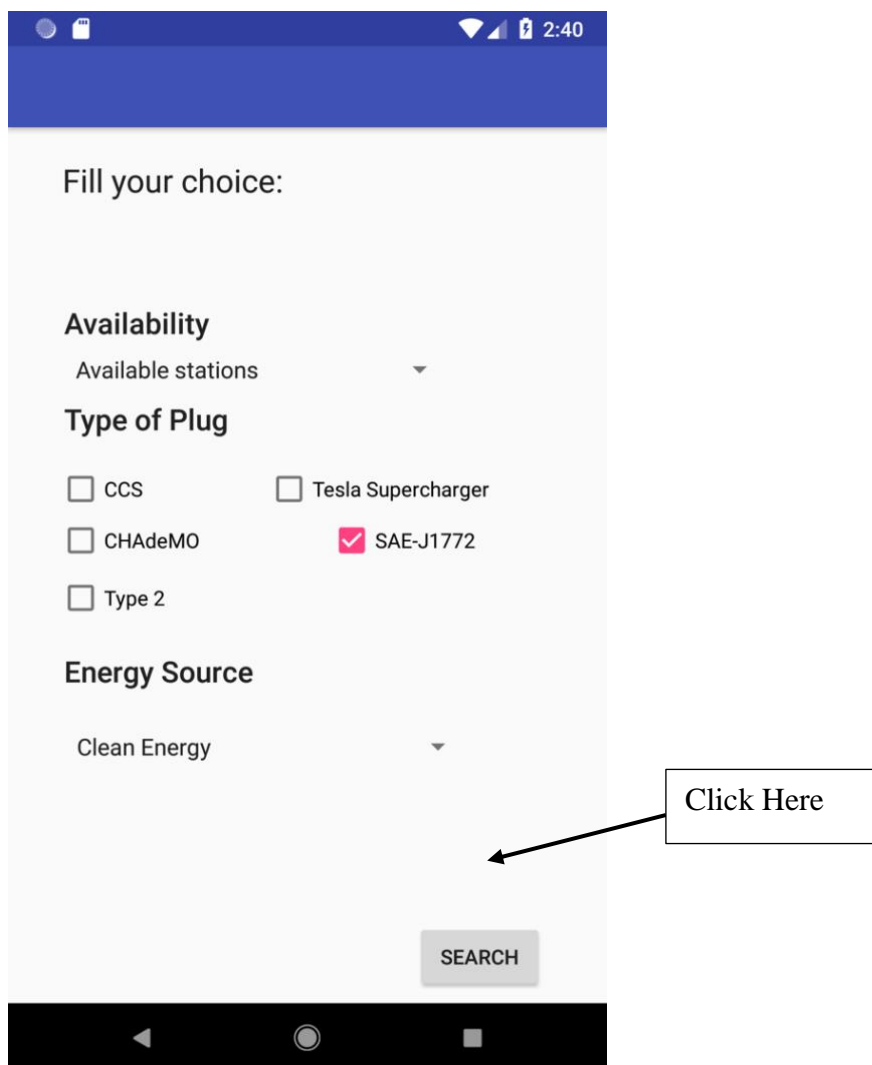 2:40
Fill your choice:
Availability
Available stations
Type of Plug
CCS
Tesla Supercharger
CHAdeMO
SAE-J1772
Type 2
Energy Source
Clean Energy
Click Here
SEARCH